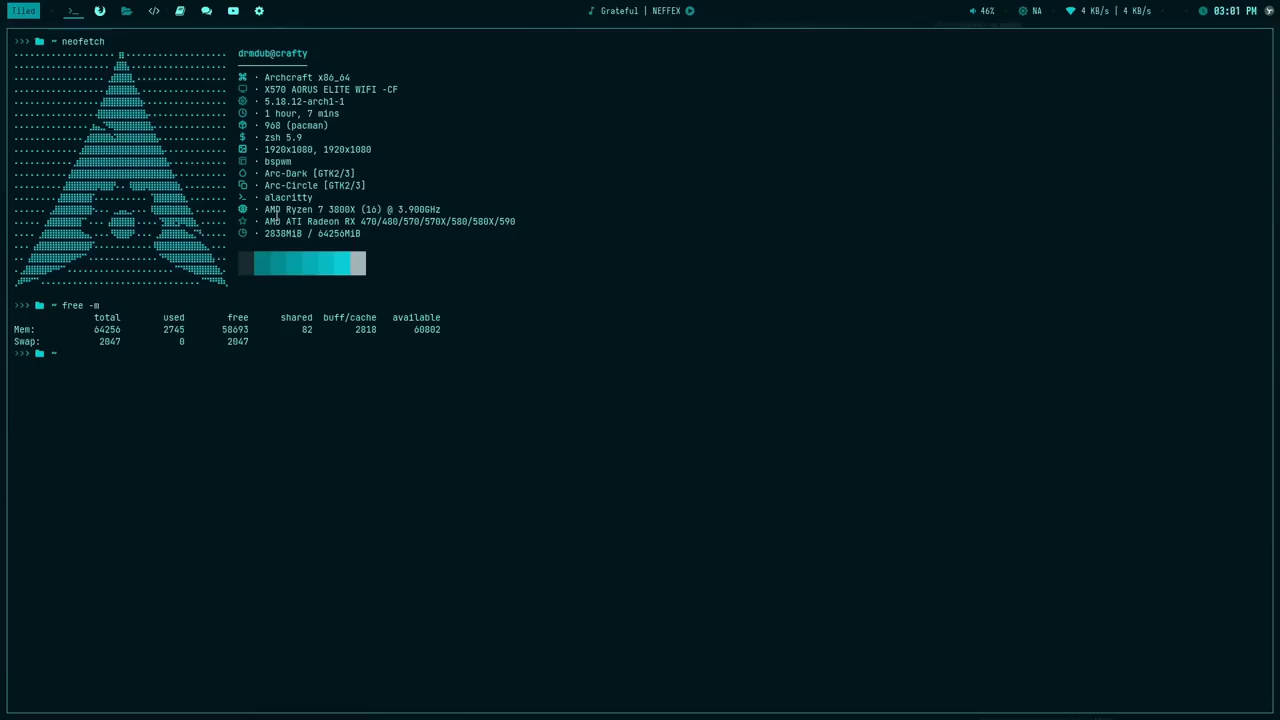 Tiled
Grateful | NEFFEX
46%
NA
4 KB/s | 4 KB/s
03:01 PM
>>> ~ neofetch
drmdub@crafty
· Archcraft x86_64
· X570 AORUS ELITE WIFI -CF
· 5.18.12-arch1-1
· 1 hour, 7 mins
· 968 (pacman)
· zsh 5.9
· 1920x1080, 1920x1080
· bspwm
· Arc-Dark [GTK2/3]
· Arc-Circle [GTK2/3]
· alacritty
· AMD Ryzen 7 3800X (16) @ 3.900GHz
· AMD ATI Radeon RX 470/480/570/570X/580/580X/590
· 2838MiB / 64256MiB
>>> ~ free -m
total used free shared buff/cache available
Mem: 64256 2745 58693 82 2818 60802
Swap: 2047 0 2047
>>> ~